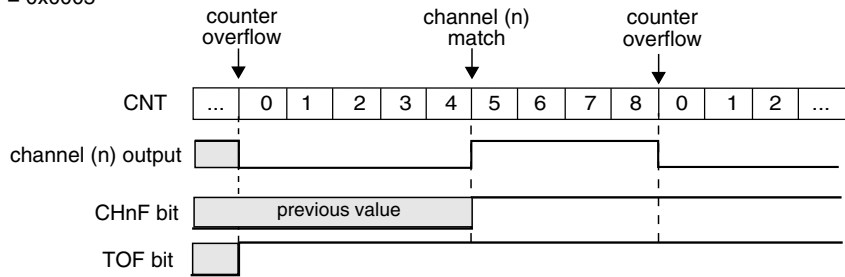 counter overflow
channel (n) match
counter overflow
CNT ... 0 1 2 3 4 5 6 7 8 0 1 2 ...
channel (n) output
CHnF bit previous value
TOF bit